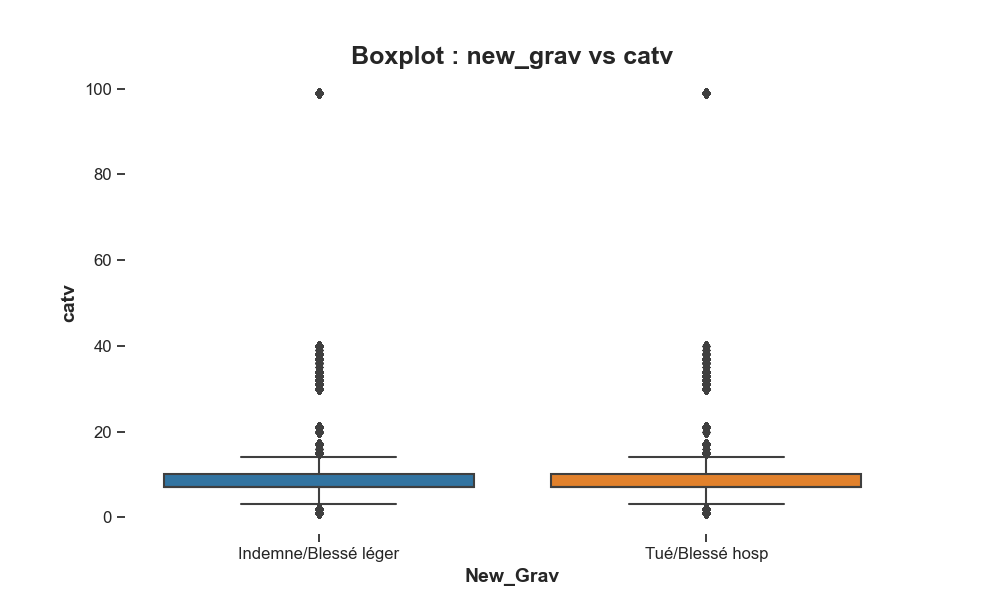 Boxplot : new_grav vs catv
100
80
60
40
20
0
catv
Indemne/Blessé léger
Tué/Blessé hosp
New_Grav